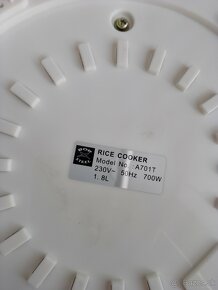 RICE COOKER
Model No.: A701T
230V~ 50Hz 700W
1. 8L